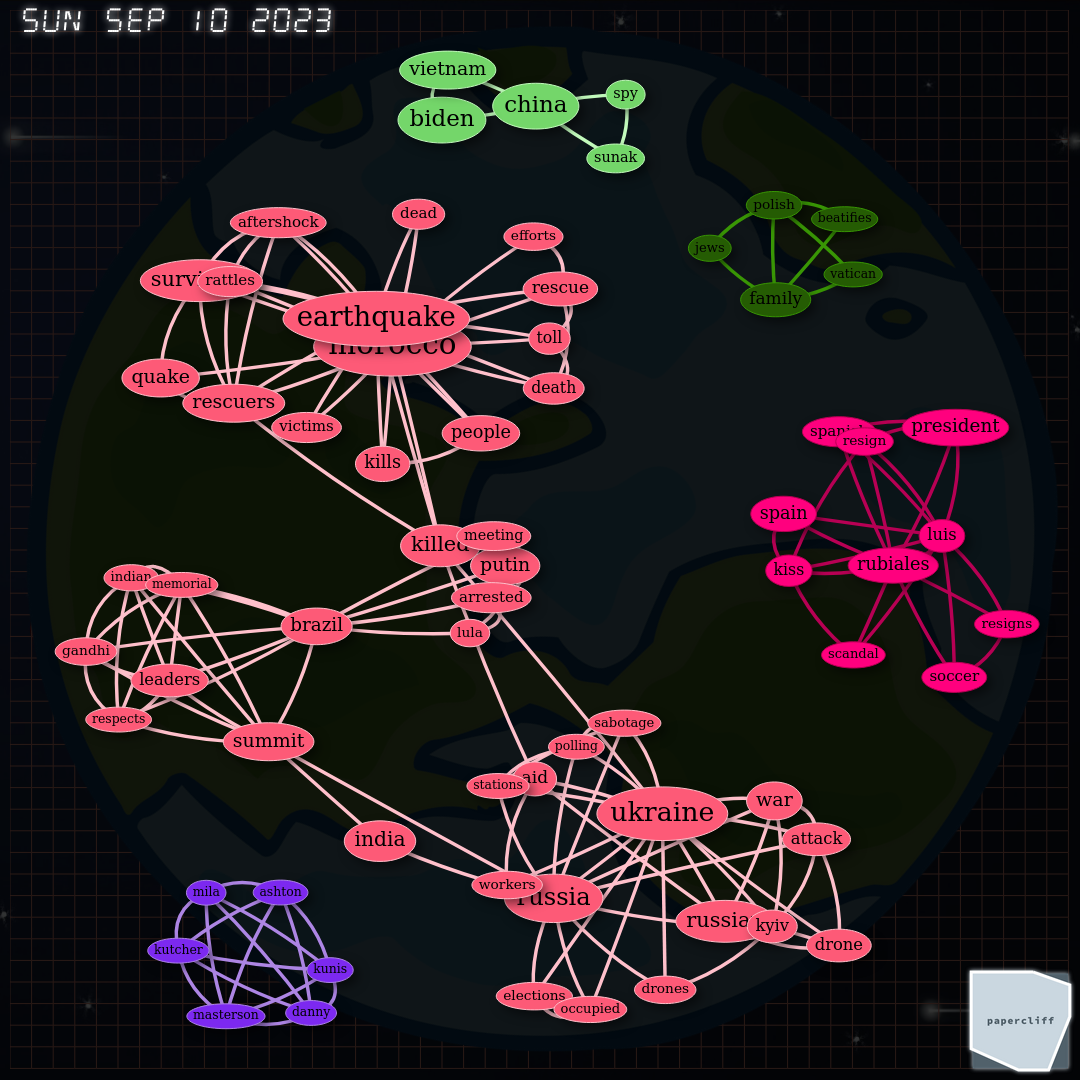 SUN SEP 10 2023
vietnam
china
biden
spy
sunak
polish
beatifies
jews
vatican
family
aftershock
dead
efforts
rattles
rescue
earthquake
morocco
toll
quake
rescuers
death
victims
people
kills
president
resign
spain
luis
kiss
rubiales
resigns
scandal
soccer
killed
meeting
putin
arrested
lula
brazil
indian
memorial
gandhi
leaders
respects
summit
india
sabotage
polling
stations
aid
ukraine
war
attack
workers
russia
kyiv
drone
drones
elections
occupied
mila
ashton
kutcher
kunis
masterson
danny
papercliff